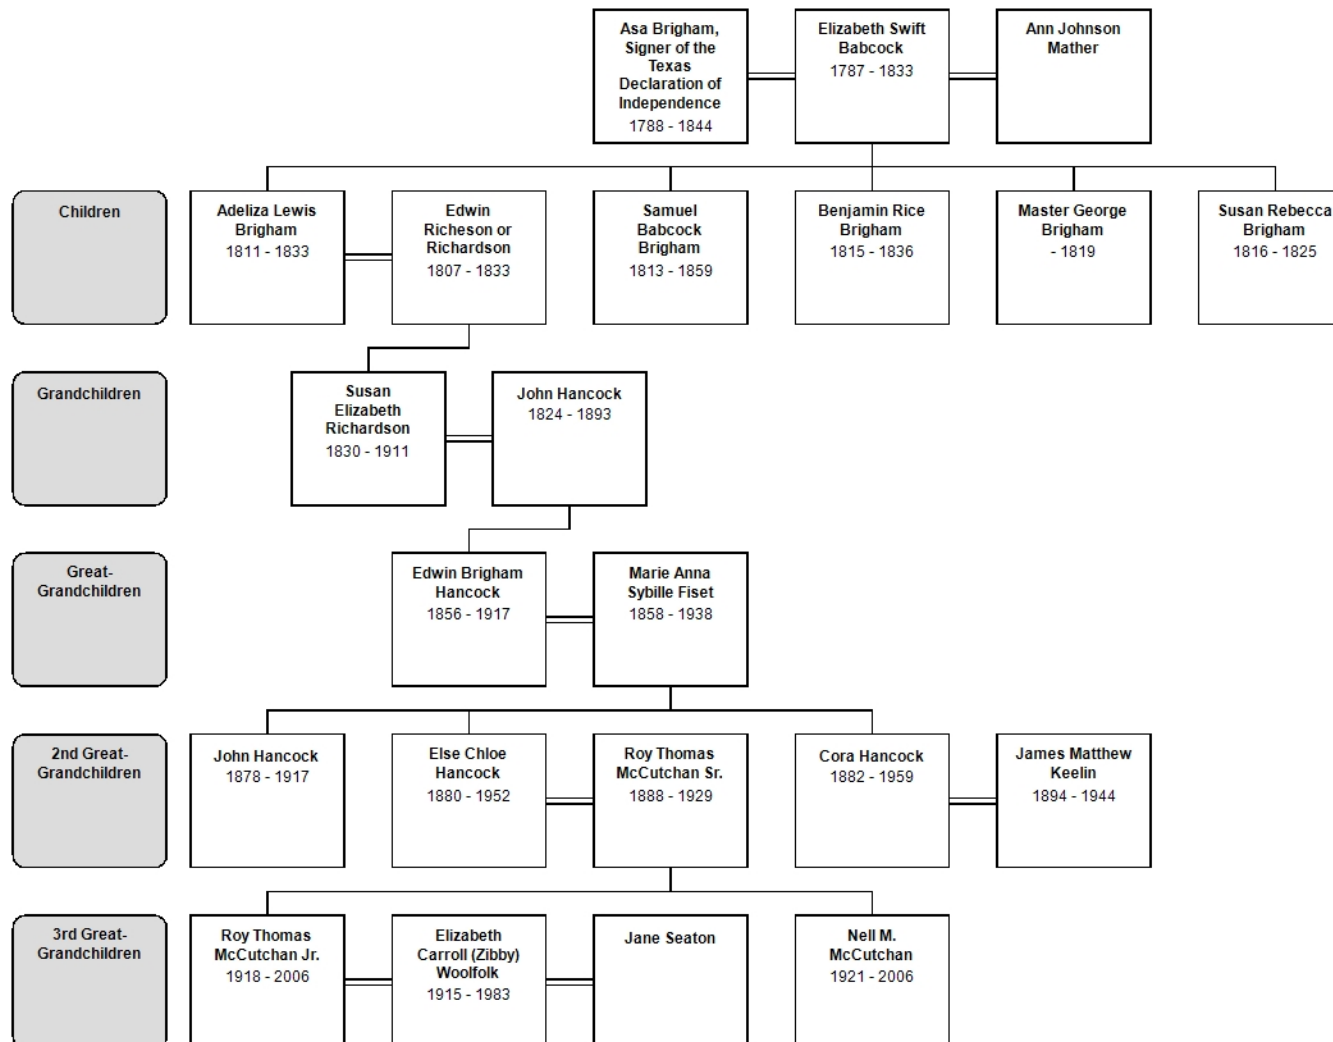 Asa Brigham,
Signer of the
Texas
Declaration of
Independence
1788 - 1844
Elizabeth Swift
Babcock
1787 - 1833
Ann Johnson
Mather
Children
Adeliza Lewis
Brigham
1811 - 1833
Edwin
Richeson or
Richardson
1807 - 1833
Samuel
Babcock
Brigham
1813 - 1859
Benjamin Rice
Brigham
1815 - 1836
Master George
Brigham
- 1819
Susan Rebecca
Brigham
1816 - 1825
Grandchildren
Susan
Elizabeth
Richardson
1830 - 1911
John Hancock
1824 - 1893
Great-
Grandchildren
Edwin Brigham
Hancock
1856 - 1917
Marie Anna
Sybille Fiset
1858 - 1938
2nd Great-
Grandchildren
John Hancock
1878 - 1917
Else Chloe
Hancock
1880 - 1952
Roy Thomas
McCutchan Sr.
1888 - 1929
Cora Hancock
1882 - 1959
James Matthew
Keelin
1894 - 1944
3rd Great-
Grandchildren
Roy Thomas
McCutchan Jr.
1918 - 2006
Elizabeth
Carroll (Zibby)
Woolfolk
1915 - 1983
Jane Seaton
Nell M.
McCutchan
1921 - 2006